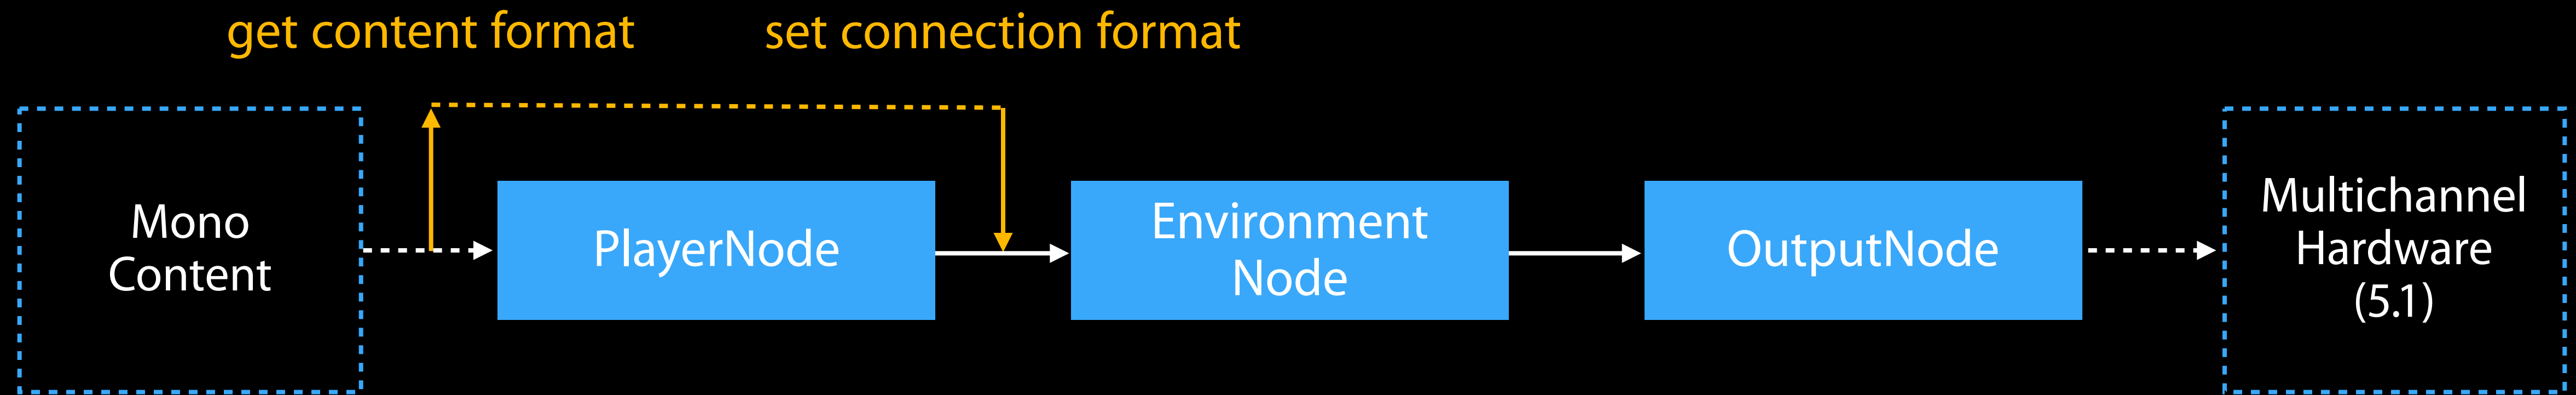 get content format
set connection format
Mono
Content
PlayerNode
Environment
Node
OutputNode
Multichannel
Hardware
(5.1)